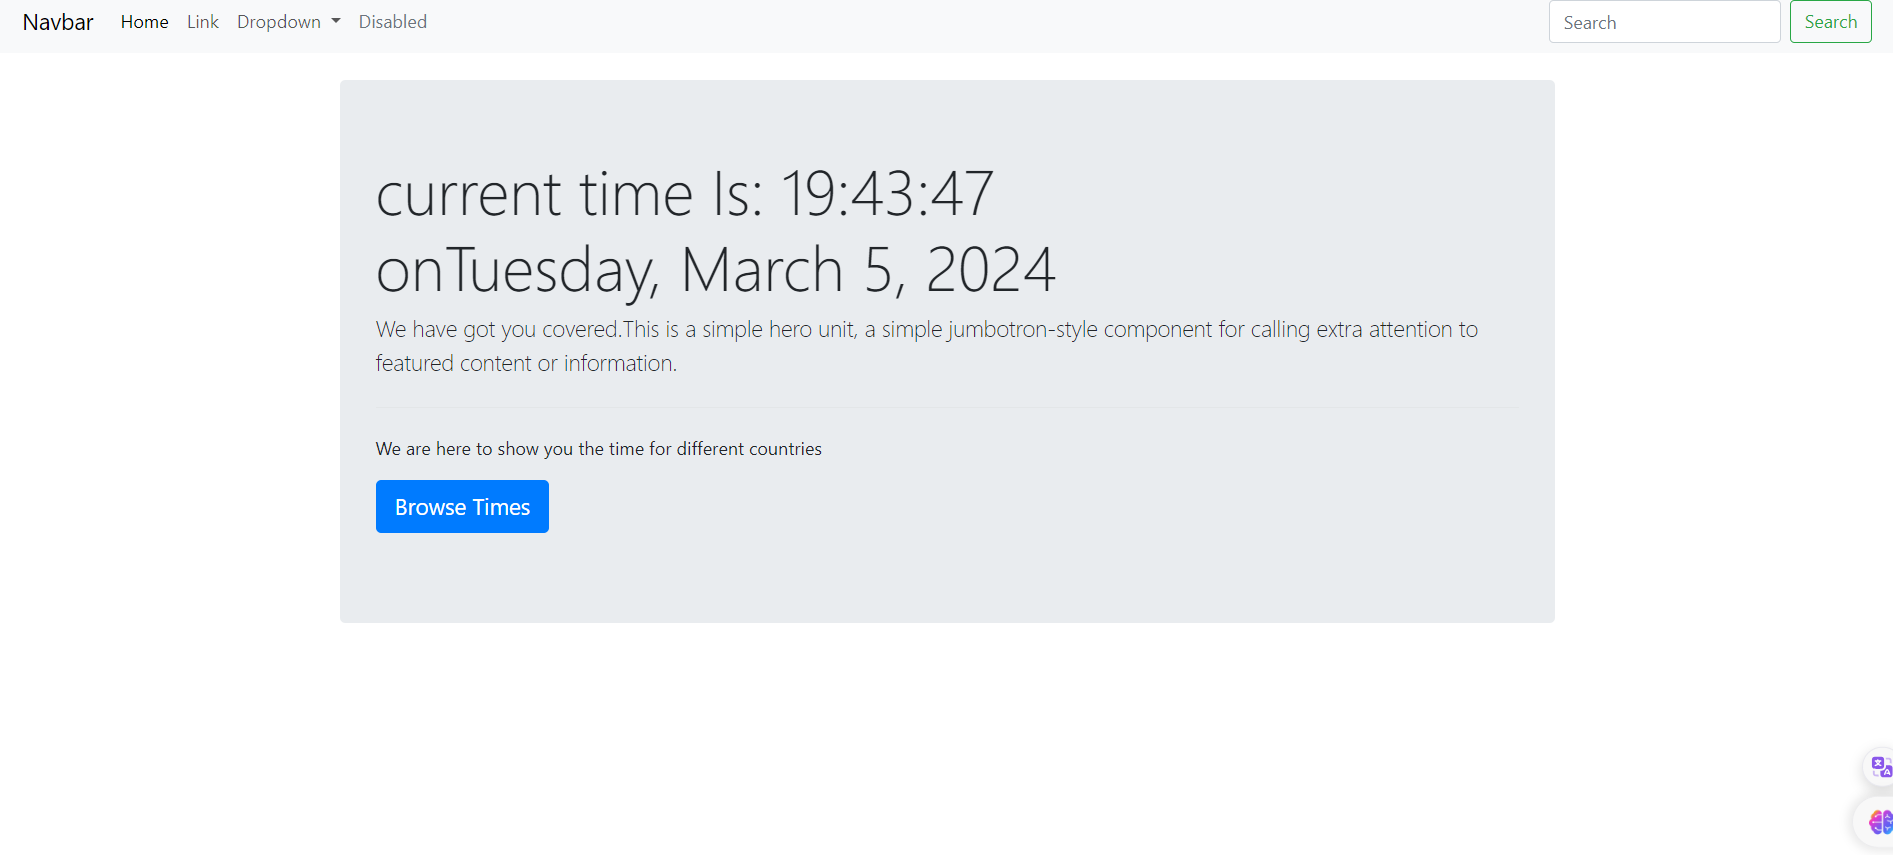 Navbar Home Link Dropdown Disabled Search Search
current time Is: 19:43:47
onTuesday, March 5, 2024
We have got you covered.This is a simple hero unit, a simple jumbotron-style component for calling extra attention to
featured content or information.
We are here to show you the time for different countries
Browse Times